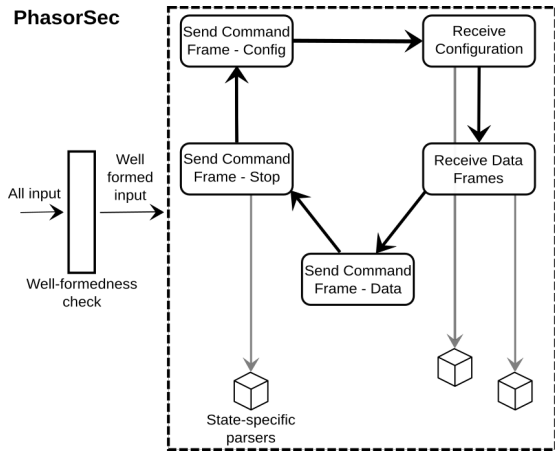 PhasorSec
Send Command
Frame - Config
Receive
Configuration
All input
Well
formed
input
Well-formedness
check
Send Command
Frame - Stop
Receive Data
Frames
Send Command
Frame - Data
State-specific
parsers